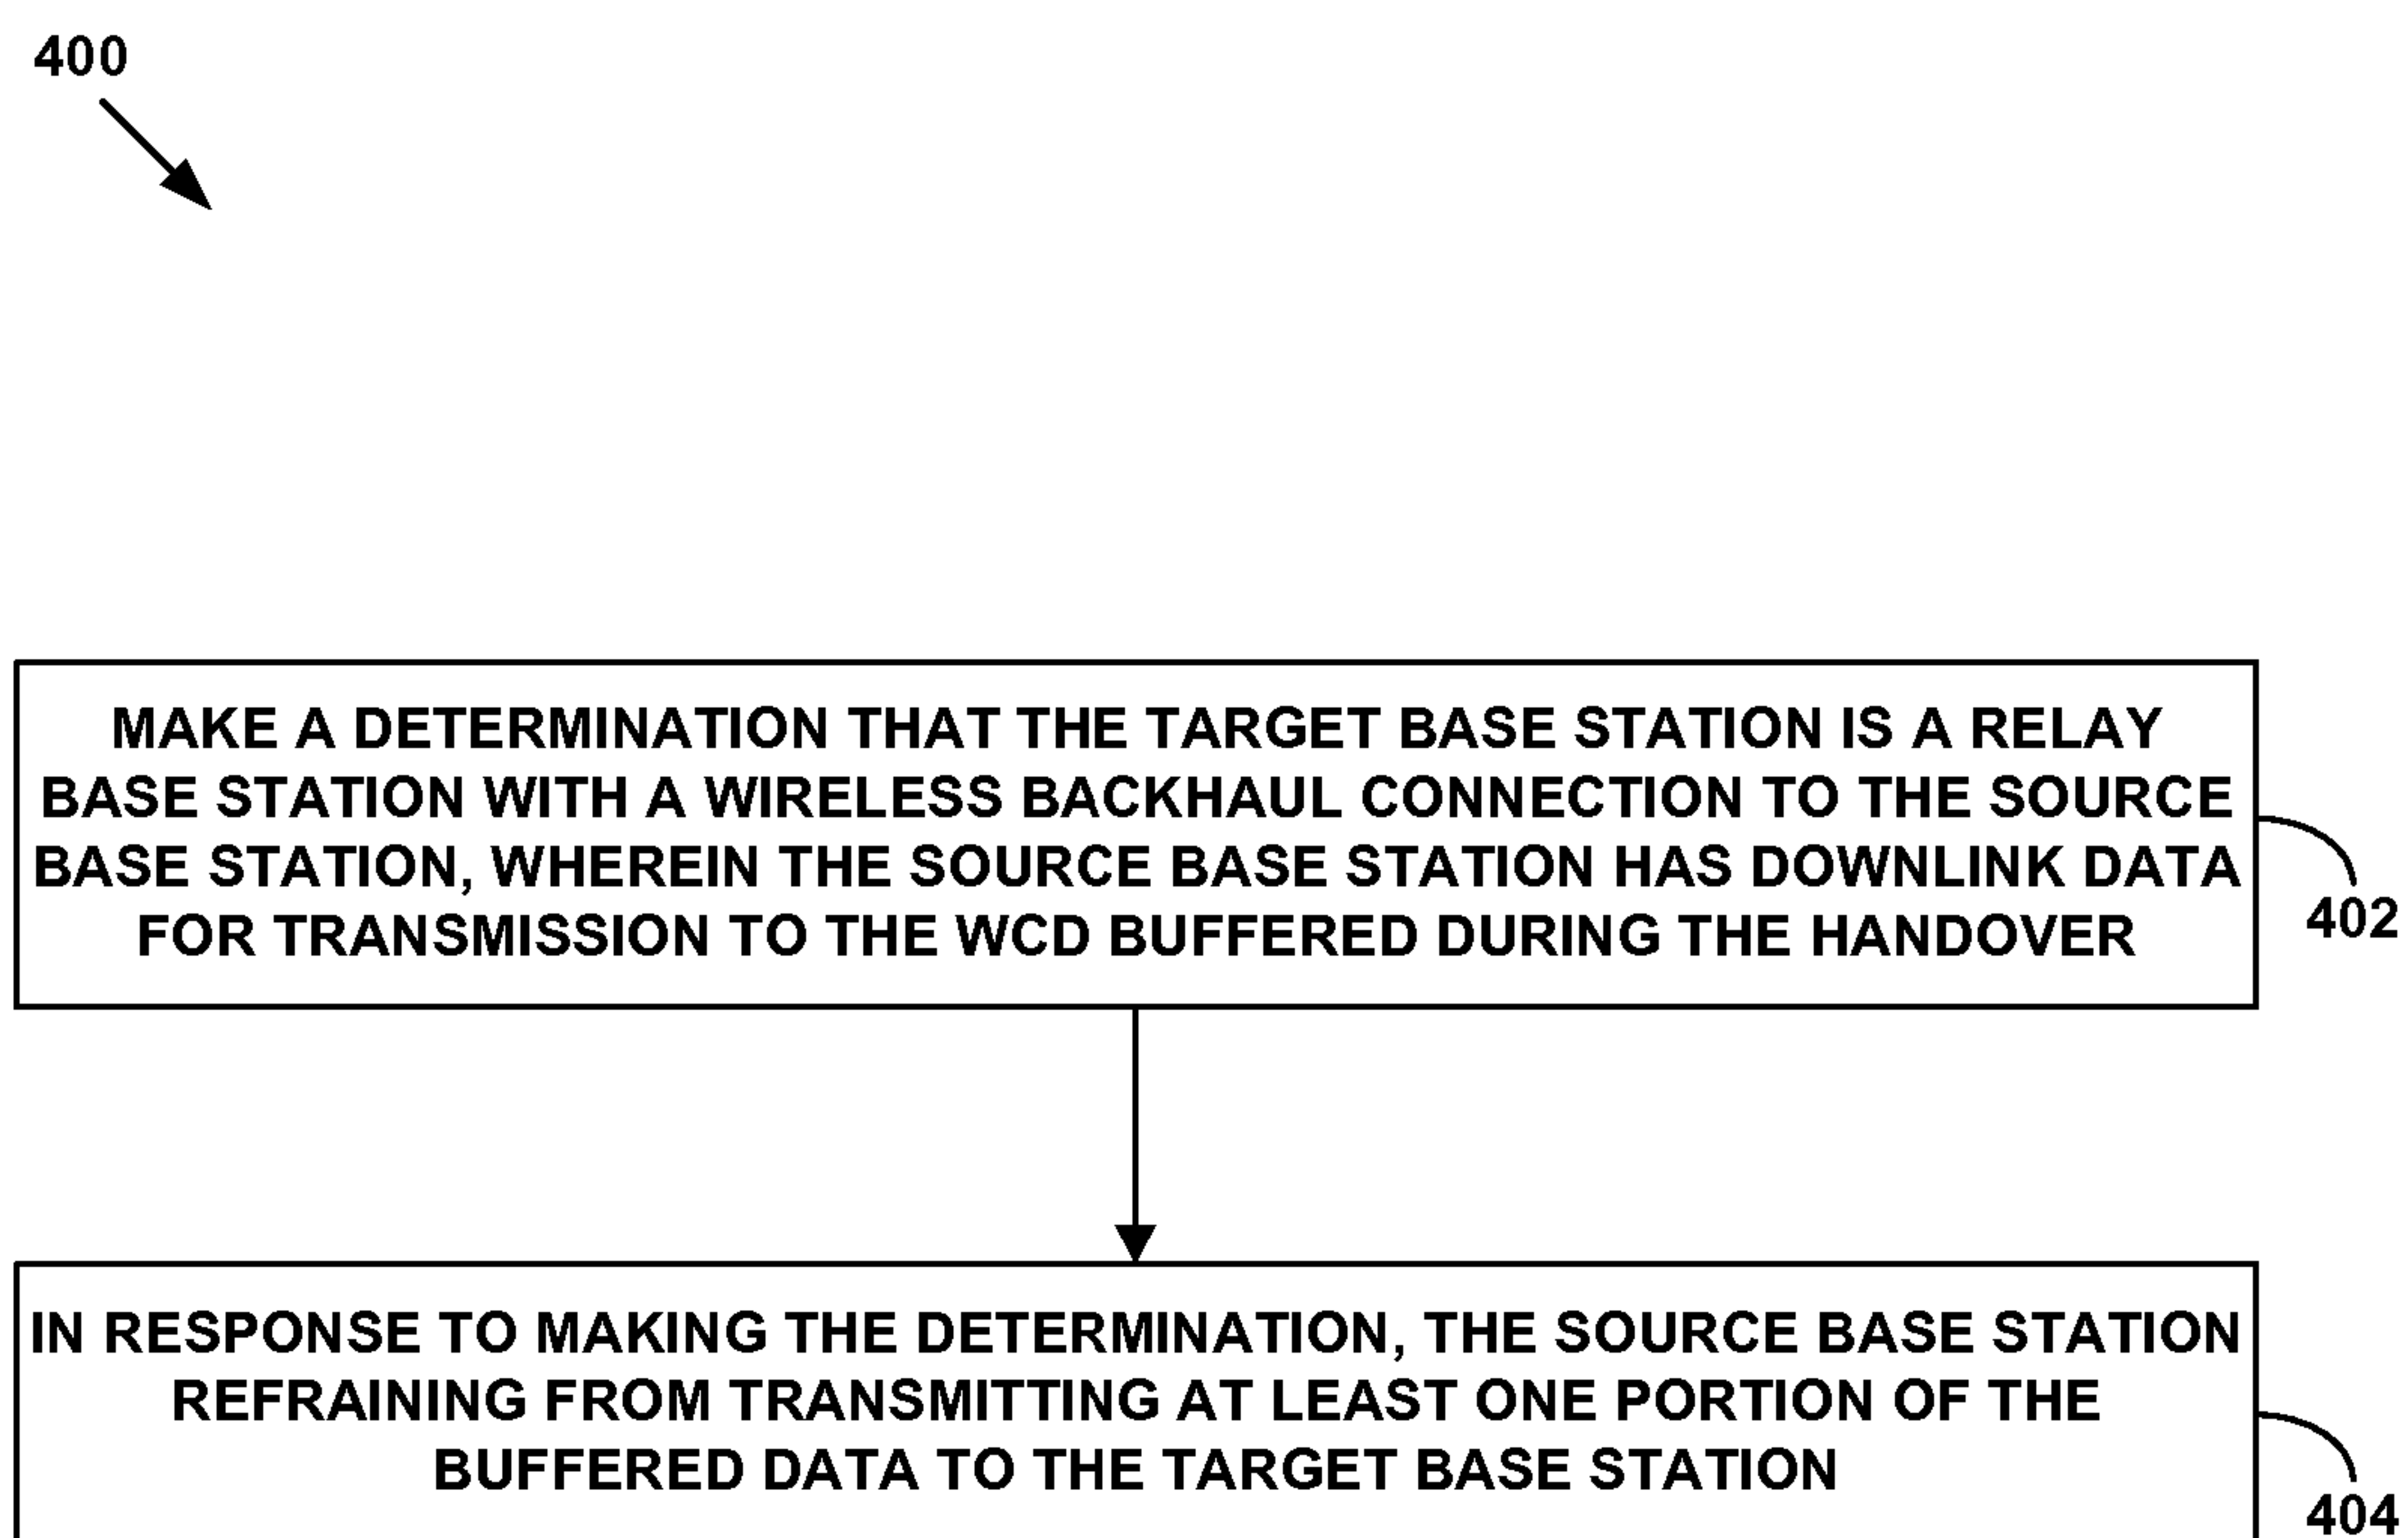 400
MAKE A DETERMINATION THAT THE TARGET BASE STATION IS A RELAY
BASE STATION WITH A WIRELESS BACKHAUL CONNECTION TO THE SOURCE
BASE STATION, WHEREIN THE SOURCE BASE STATION HAS DOWNLINK DATA
FOR TRANSMISSION TO THE WCD BUFFERED DURING THE HANDOVER
402
IN RESPONSE TO MAKING THE DETERMINATION, THE SOURCE BASE STATION
REFRAINING FROM TRANSMITTING AT LEAST ONE PORTION OF THE
BUFFERED DATA TO THE TARGET BASE STATION
404